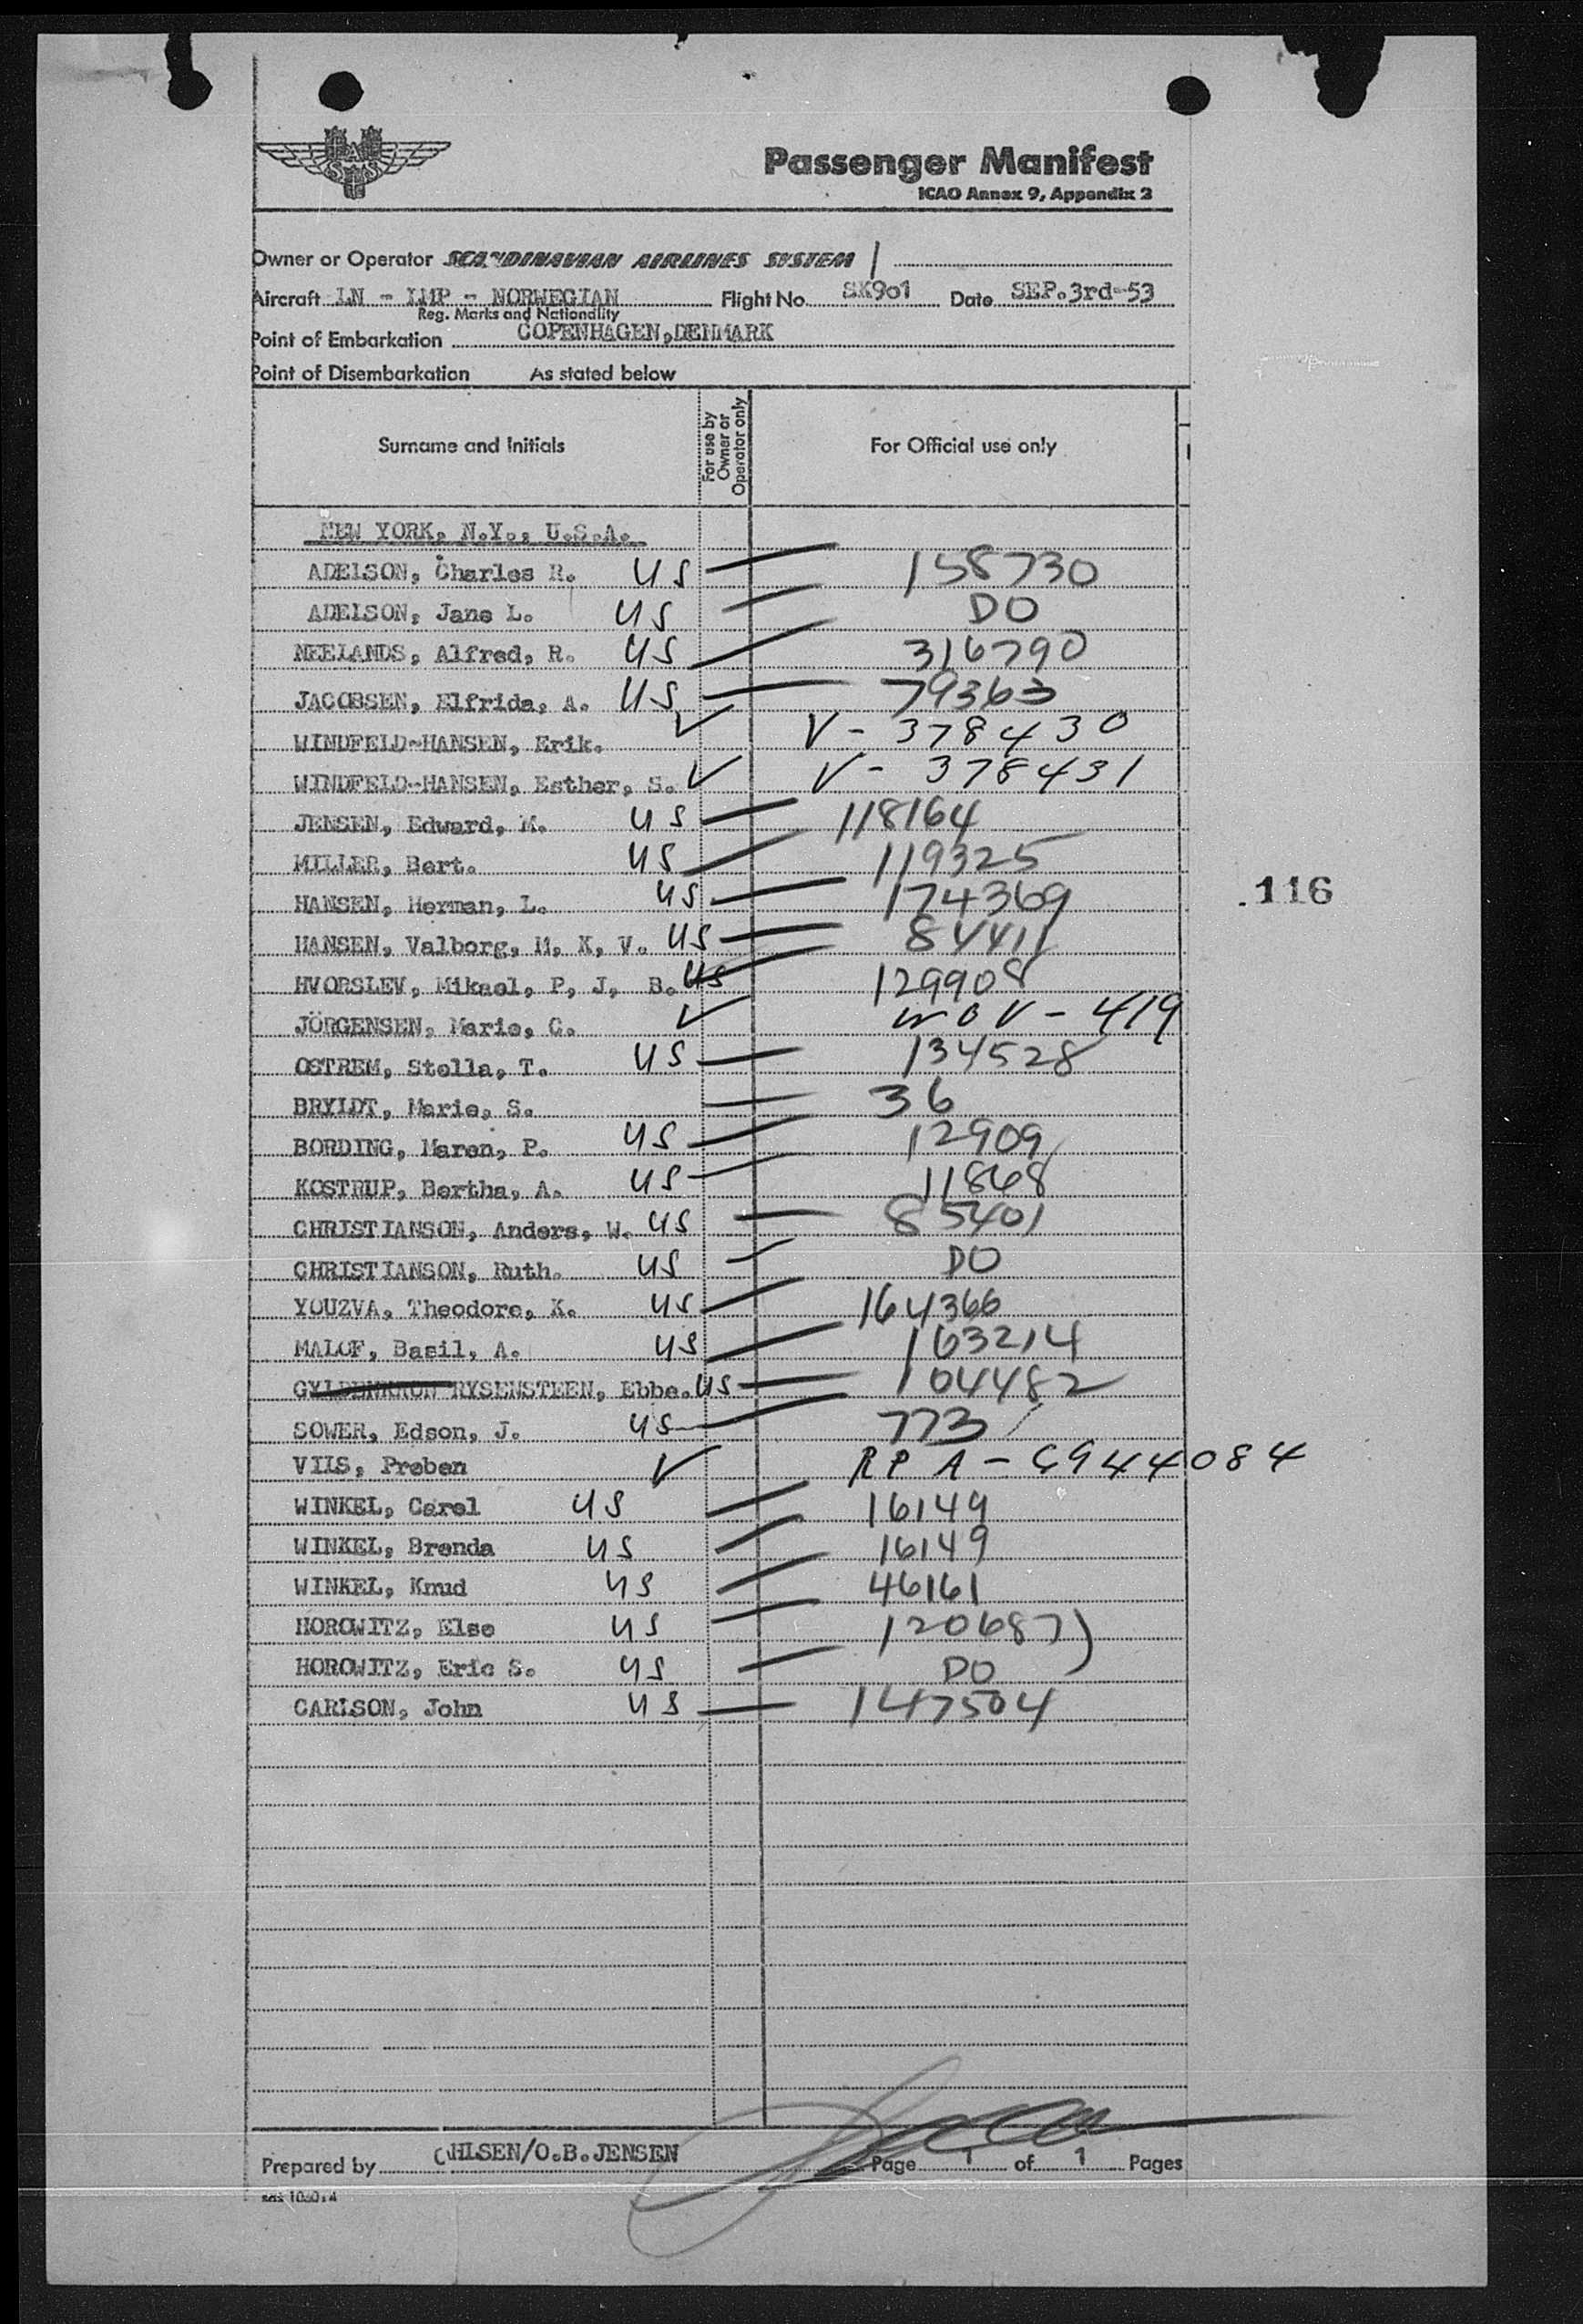 SAS
Passenger Manifest
ICAO Annex 9, Appendix 2
Owner or Operator SCANDINAVIAN AIRLINES SYSTEM
Aircraft LN - LMP - NORWEGIAN Flight No. SK901 Date SEP.3rd-53
Reg. Marks and Nationality
Point of Embarkation COPENHAGEN,DENMARK
Point of Disembarkation As stated below
Surname and Initials For use by Owner or Operator only For Official use only
NEW YORK, N.Y., U.S.A.
ADELSON, Charles R. US 158730
ADELSON, Jane L. US DO
NEELANDS, Alfred, R. US 316790
JACOBSEN, Elfrida, A. US 79363
WINDFELD-HANSEN, Erik. ✓ V - 378430
WINDFELD-HANSEN, Esther, S. ✓ V - 378431
JENSEN, Edward, M. US 118164
MILLER, Bert. US 119325
116
HANSEN, Herman, L. US 174369
HANSEN, Valborg, M, K, V. US 84411
HVORSLEV, Mikael, P, J, B. US 129908
JÖRGENSEN, Marie, C. ✓ V - 419
OSTREM, Stella, T. US 134528
BRYLDT, Marie, S. 36
BORDING, Maren, P. US 12909
KOSTRUP, Bertha, A. US 11868
CHRISTIANSON, Anders, W. US 85401
CHRISTIANSON, Ruth. US DO
YOUZVA, Theodore, K. US 164366
MALOF, Basil, A. US 163214
RYSENSTEEN, Ebbe. US 104482
SOWER, Edson, J. US 773
VILS, Preben ✓ RP A - 5944084
WINKEL, Carol US 16149
WINKEL, Brenda US 16149
WINKEL, Knud US 46161
HOROWITZ, Else US 120687)
HOROWITZ, Eric S. US DO
CARLSON, John US 147504
Prepared by OHLSEN/O.B.JENSEN Page 1 of 1 Pages